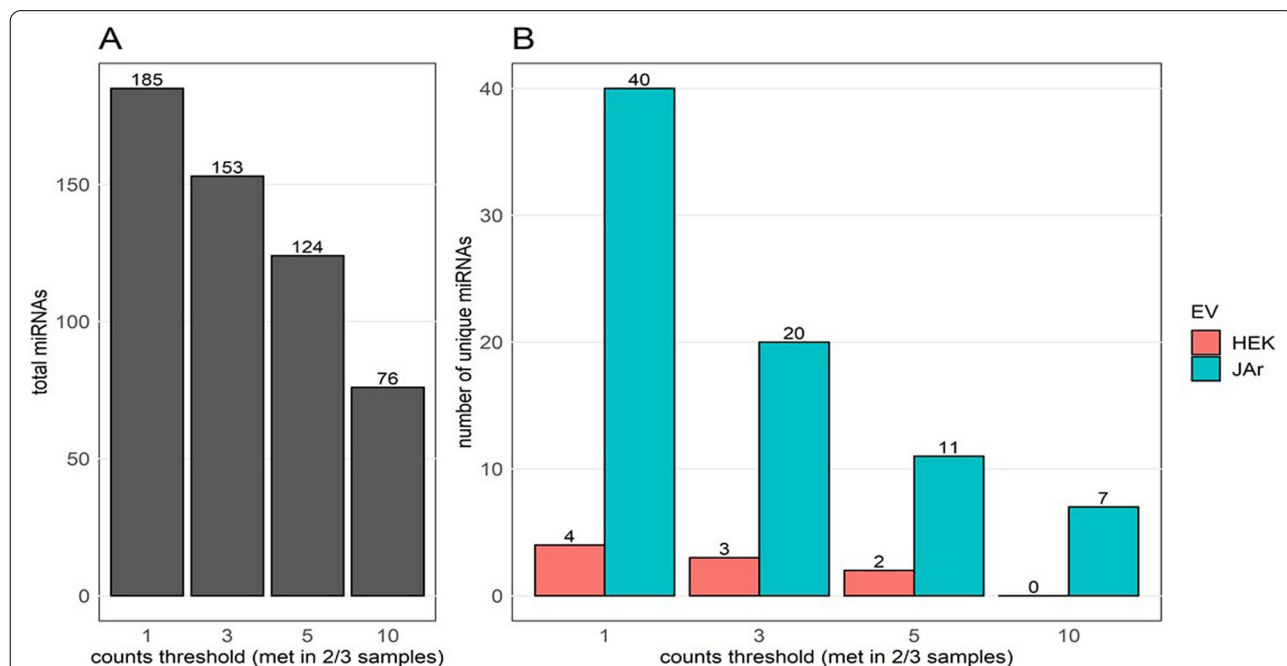 A
185
153
124
76
150
100
50
0
total miRNAs
1 3 5 10
counts threshold (met in 2/3 samples)
B
40
20
11
7
4
3
2
0
40
30
20
10
0
number of unique miRNAs
1 3 5 10
counts threshold (met in 2/3 samples)
EV
HEK
JAr